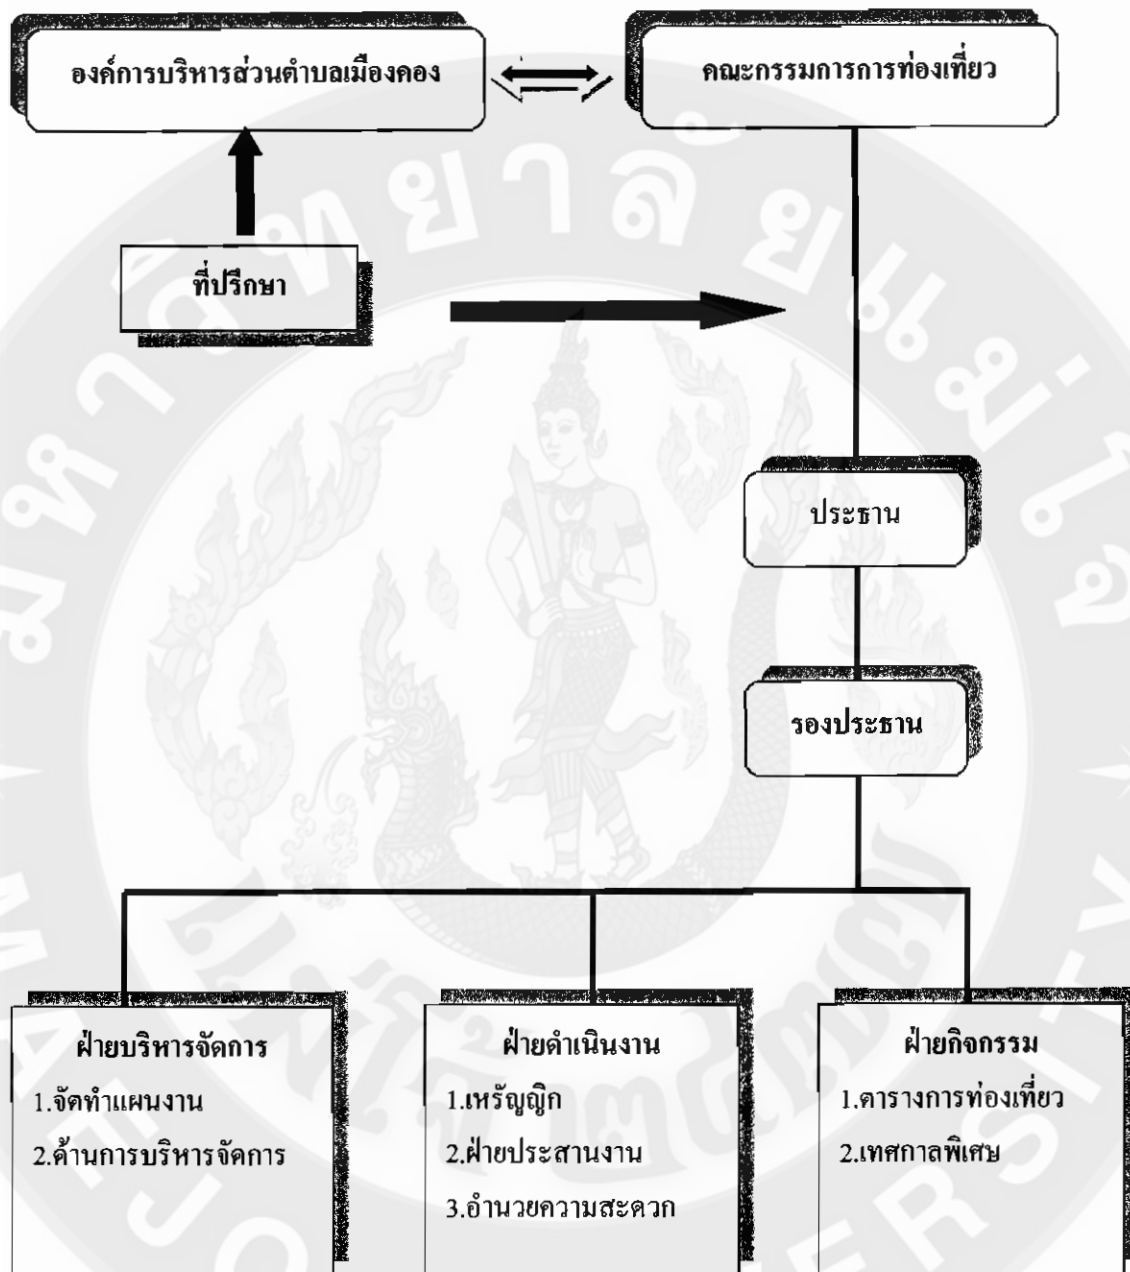 องค์การบริหารส่วนตำบลเมืองคอง
คณะกรรมการการท่องเที่ยว
ที่ปรึกษา
ประธาน
รองประธาน
ฝ่ายบริหารจัดการ
1.จัดทำแผนงาน
2.ด้านการบริหารจัดการ
ฝ่ายดำเนินงาน
1.เหรัญญิก
2.ฝ่ายประสานงาน
3.อำนวยความสะดวก
ฝ่ายกิจกรรม
1.ตารางการท่องเที่ยว
2.เทศกาลพิเศษ